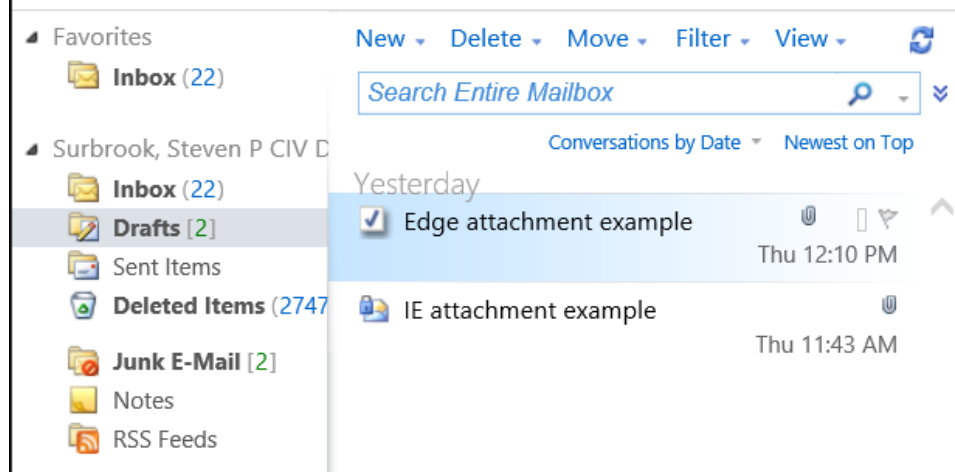 Favorites
Inbox (22)
Surbrook, Steven P CIV D
Inbox (22)
Drafts [2]
Sent Items
Deleted Items (2747
Junk E-Mail [2]
Notes
RSS Feeds
New Delete Move Filter View
Search Entire Mailbox
Conversations by Date Newest on Top
Yesterday
Edge attachment example
Thu 12:10 PM
IE attachment example
Thu 11:43 AM